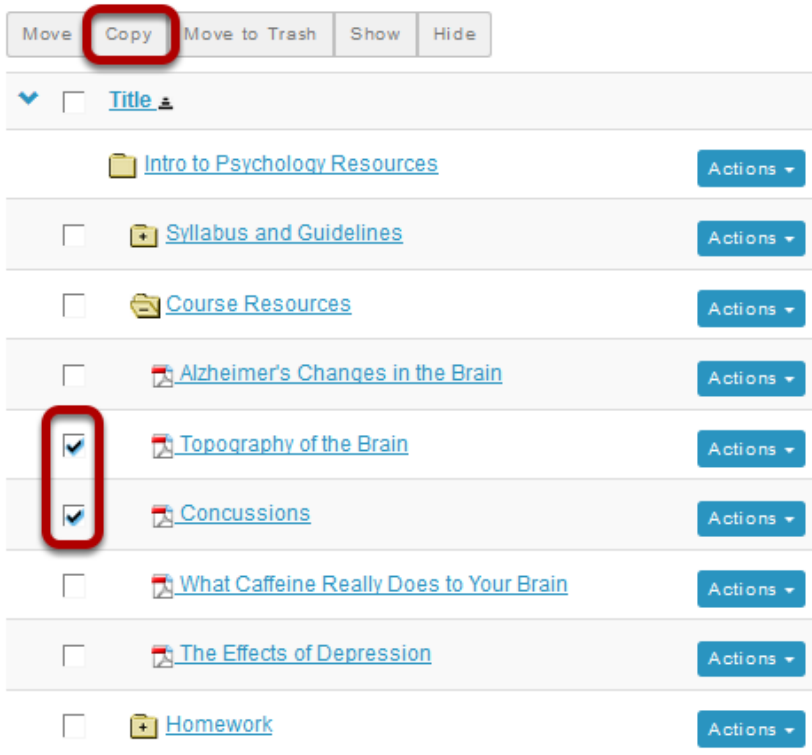 Move Copy Move to Trash Show Hide
Title
Intro to Psychology Resources Actions
Syllabus and Guidelines Actions
Course Resources Actions
Alzheimer's Changes in the Brain Actions
Topography of the Brain Actions
Concussions Actions
What Caffeine Really Does to Your Brain Actions
The Effects of Depression Actions
Homework Actions